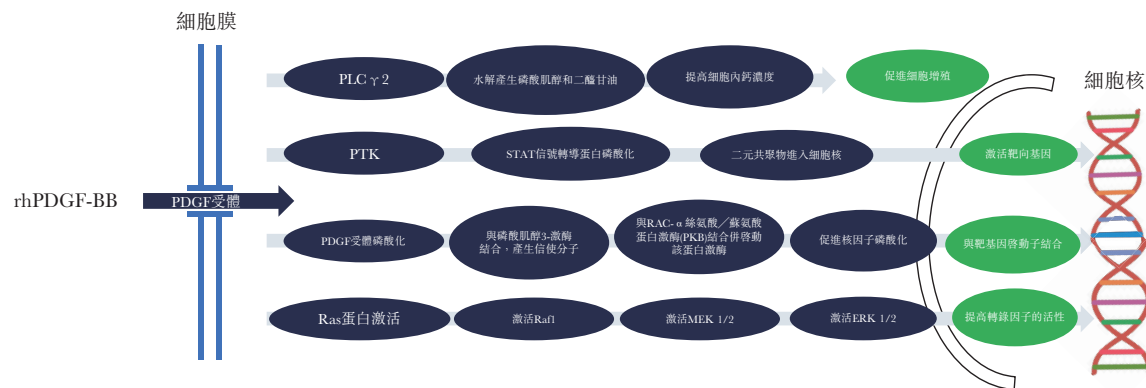 細胞膜
細胞核
PLC γ 2
水解產生磷酸肌醇和二醯甘油
提高細胞內鈣濃度
促進細胞增殖
PTK
STAT信號轉導蛋白磷酸化
二元共聚物進入細胞核
激活靶向基因
rhPDGF-BB
PDGF受體
PDGF受體磷酸化
與磷酸肌醇3-激酶
結合，產生信使分子
與RAC- α 絲氨酸／蘇氨酸
蛋白激酶(PKB)結合併啓動
該蛋白激酶
促進核因子磷酸化
與靶基因啓動子結合
Ras蛋白激活
激活Raf1
激活MEK 1/2
激活ERK 1/2
提高轉錄因子的活性